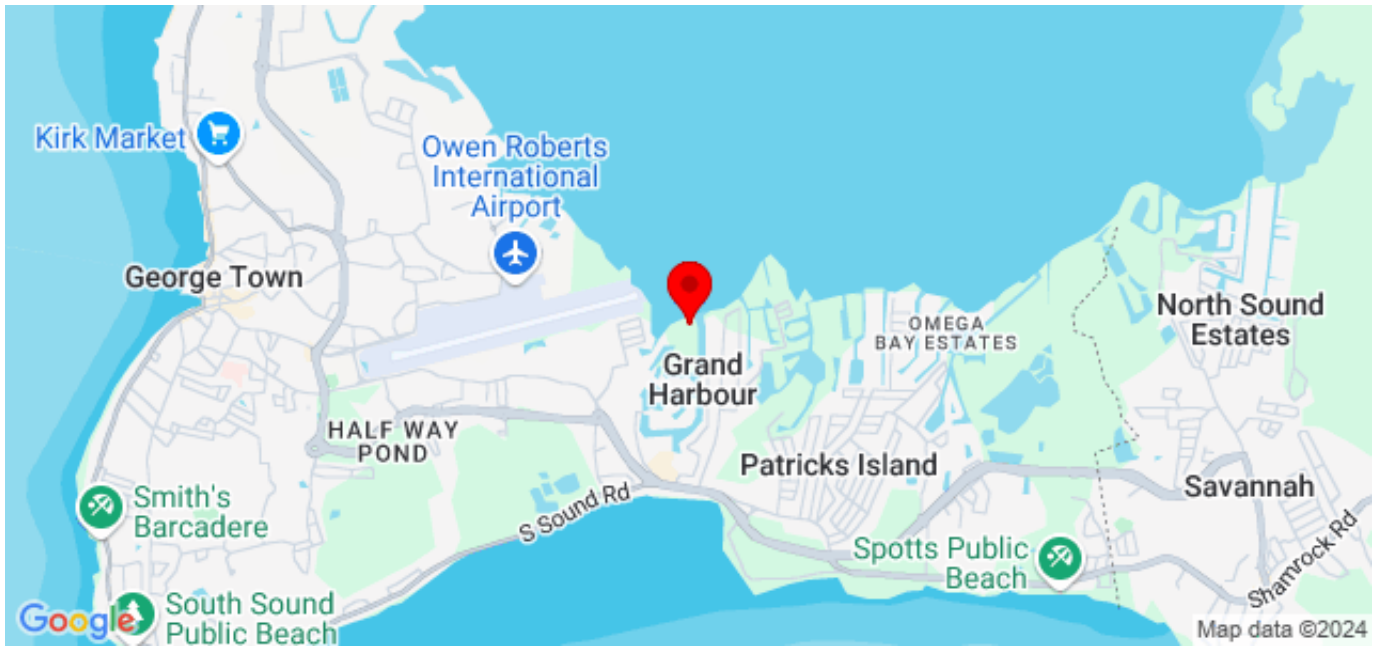 Kirk Market
Owen Roberts
International
Airport
George Town
North Sound
Estates
OMEGA
BAY ESTATES
Grand
Harbour
HALF WAY
POND
Patricks Island
Savannah
Smith's
Barcadere
S Sound Rd
Spotts Public
Beach
Shamrock Rd
South Sound
Public Beach
Google
Map data ©2024